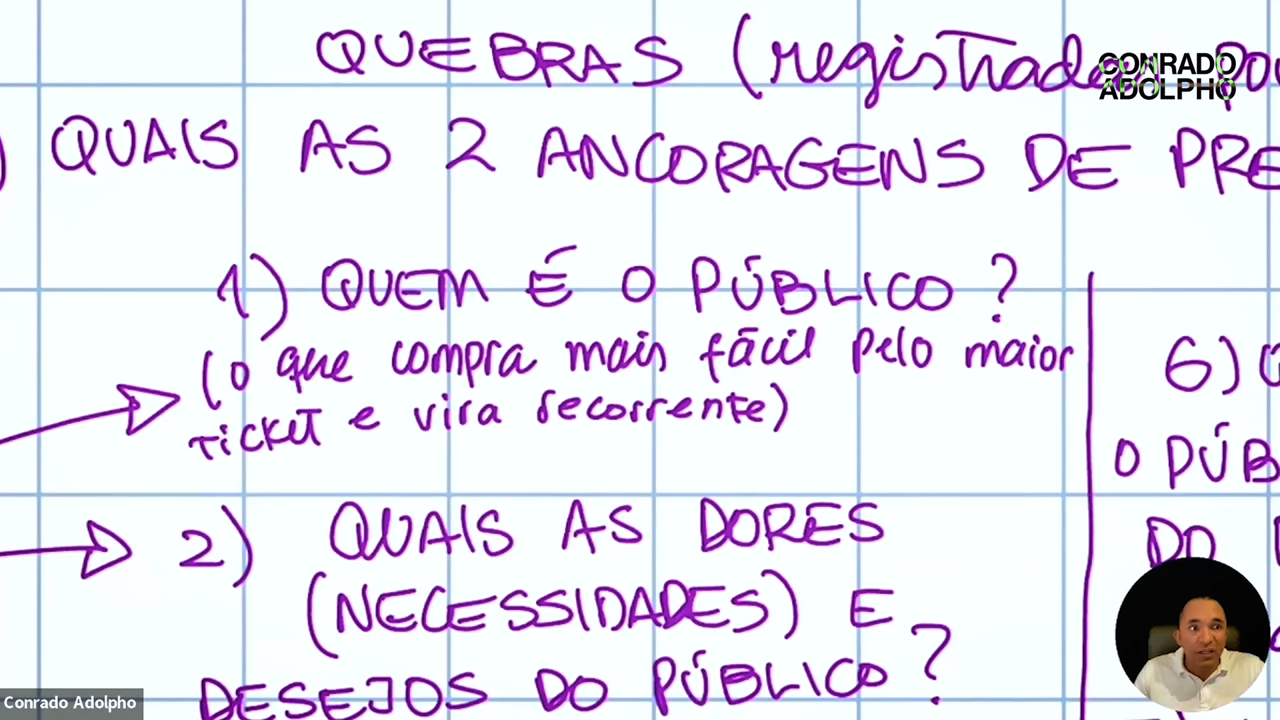 QUEBRAS (registradas
CONRADO
ADOLPHO
) QUAIS AS 2 ANCORAGENS DE PRE
1) QUEM É O PÚBLICO?
(o que compra mais fácil pelo maior
TICKET e vira recorrente)
2) QUAIS AS DORES
(NECESSIDADES) E
DESEJOS DO PÚBLICO?
6)
O PÚB
DO
Conrado Adolpho